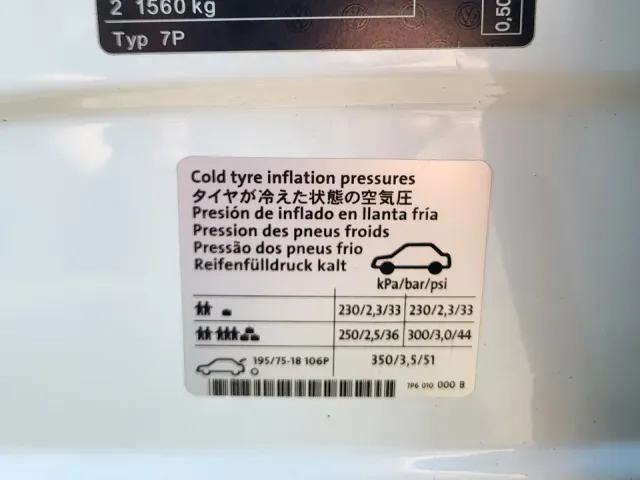 2 1560 kg
Typ 7P
0,50
Cold tyre inflation pressures
タイヤが冷えた状態の空気圧
Presión de inflado en llanta fría
Pression des pneus froids
Pressão dos pneus frio
Reifenfülldruck kalt
kPa/bar/psi
230/2,3/33 230/2,3/33
250/2,5/36 300/3,0/44
195/75-18 106P 350/3,5/51
7P6 010 000 B